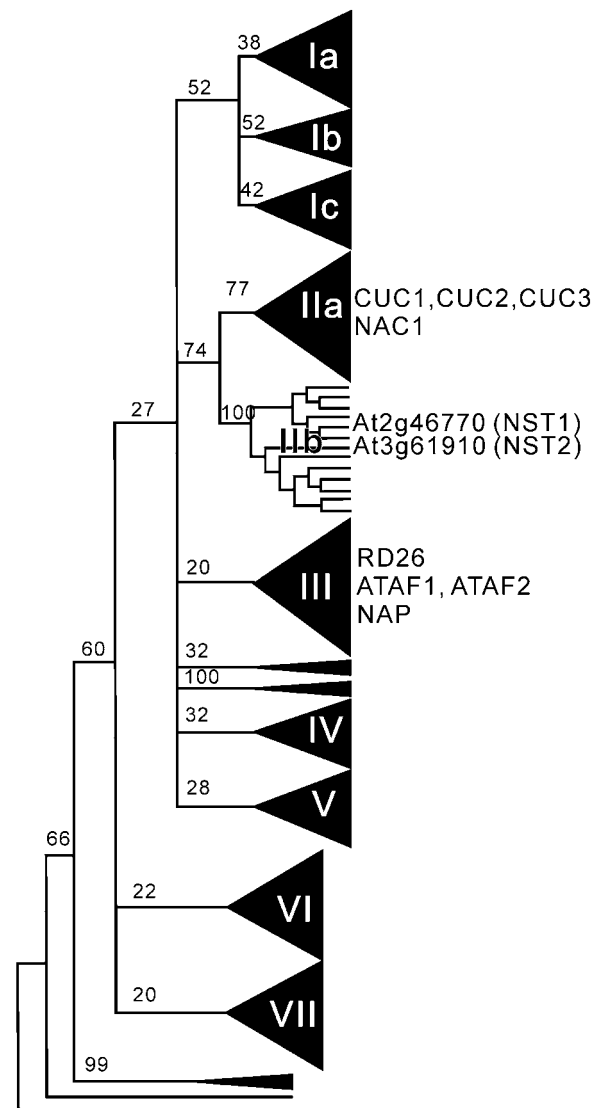 38
Ia
52
52
Ib
42
Ic
77
IIa
CUC1,CUC2,CUC3
NAC1
74
100
27
IIb
At2g46770 (NST1)
At3g61910 (NST2)
20
III
RD26
ATAF1, ATAF2
NAP
60
32
100
32
IV
28
V
66
22
VI
20
VII
99